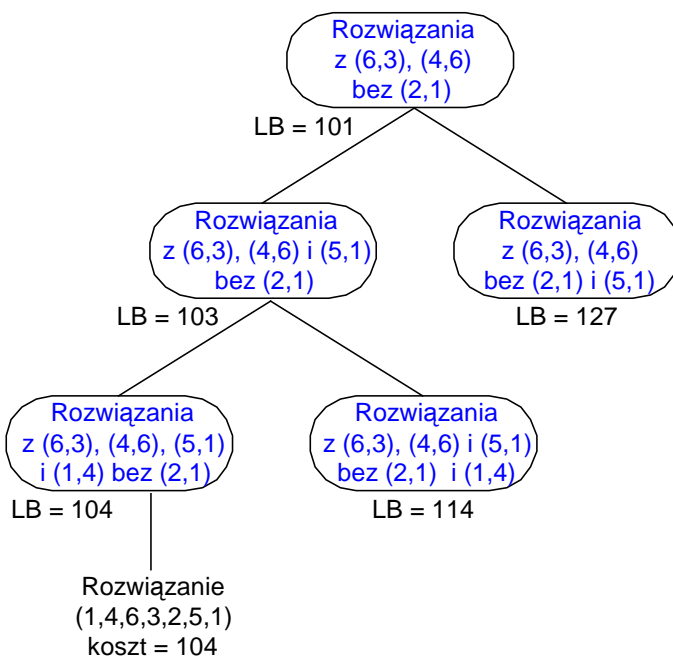 Rozwiązania
z (6,3), (4,6)
bez (2,1)
LB = 101
Rozwiązania
z (6,3), (4,6) i (5,1)
bez (2,1)
LB = 103
Rozwiązania
z (6,3), (4,6)
bez (2,1) i (5,1)
LB = 127
Rozwiązania
z (6,3), (4,6), (5,1)
i (1,4) bez (2,1)
LB = 104
Rozwiązania
z (6,3), (4,6) i (5,1)
bez (2,1) i (1,4)
LB = 114
Rozwiązanie
(1,4,6,3,2,5,1)
koszt = 104